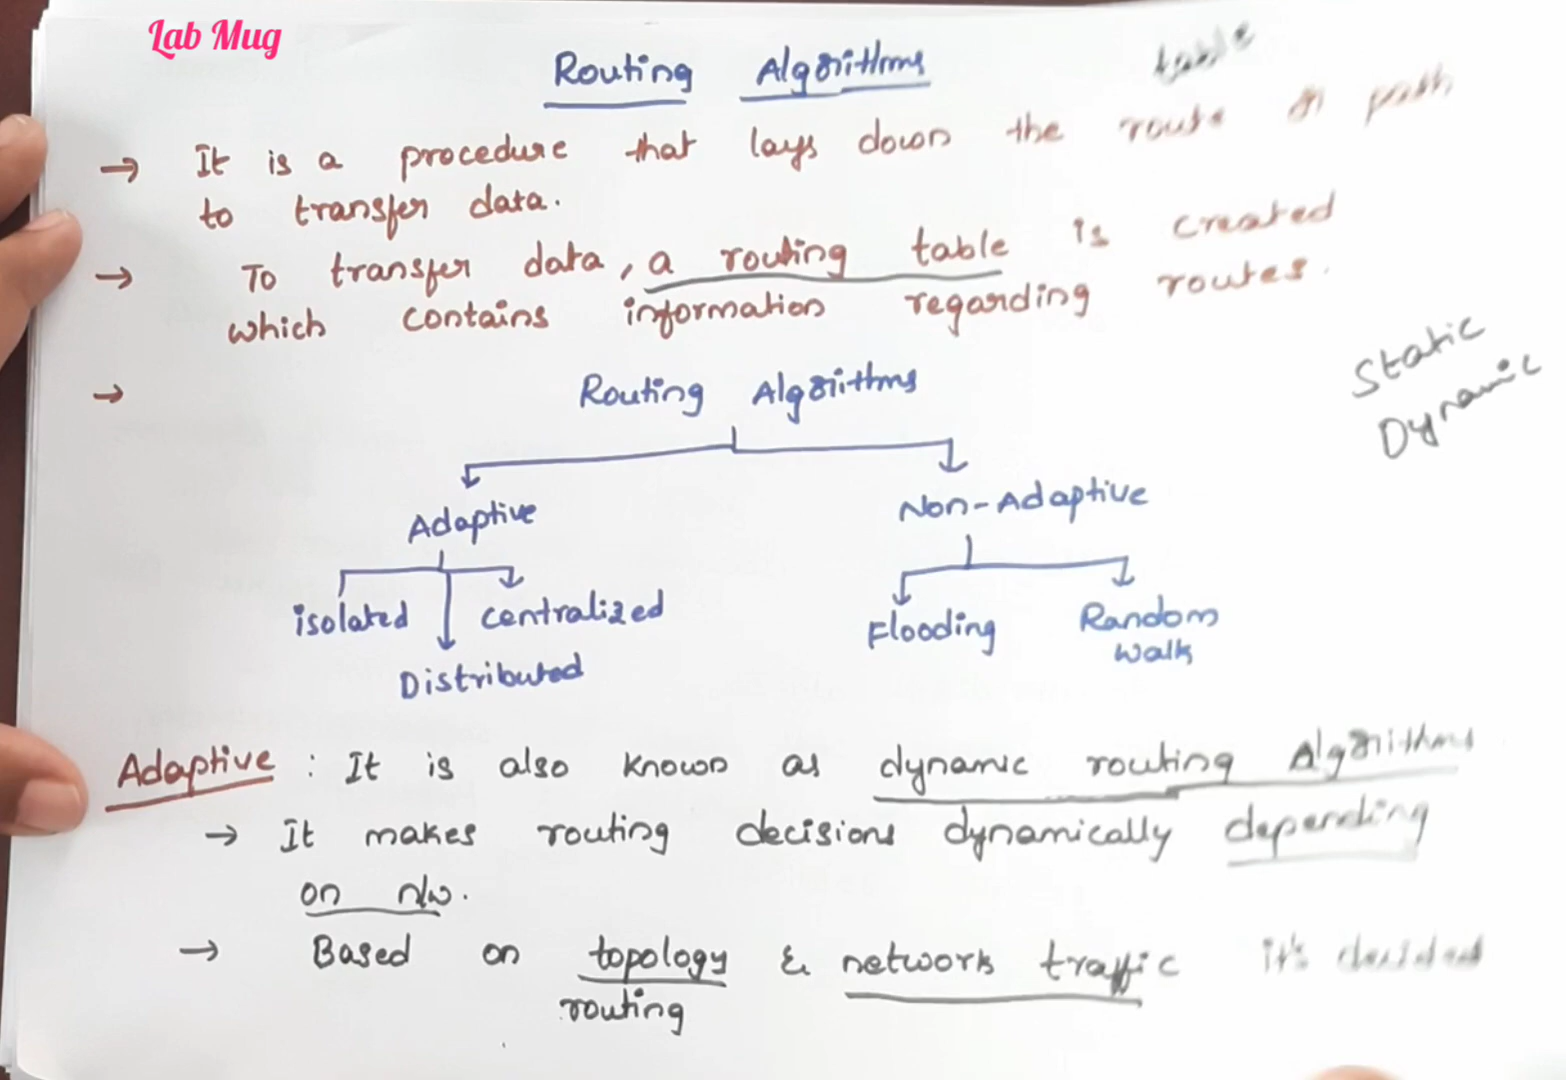 Lab Mug
Routing Algorithms
table
→ It is a procedure that lays down the route or path
to transfer data.
→ To transfer data, a routing table is created
which contains information regarding routes.
Static
Dynamic
→ Routing Algorithms
Adaptive Non-Adaptive
isolated centralized Flooding Random
walk
Distributed
Adaptive : It is also known as dynamic routing Algorithms
→ It makes routing decisions dynamically depending
on n/w.
→ Based on topology & network traffic it's decided
routing